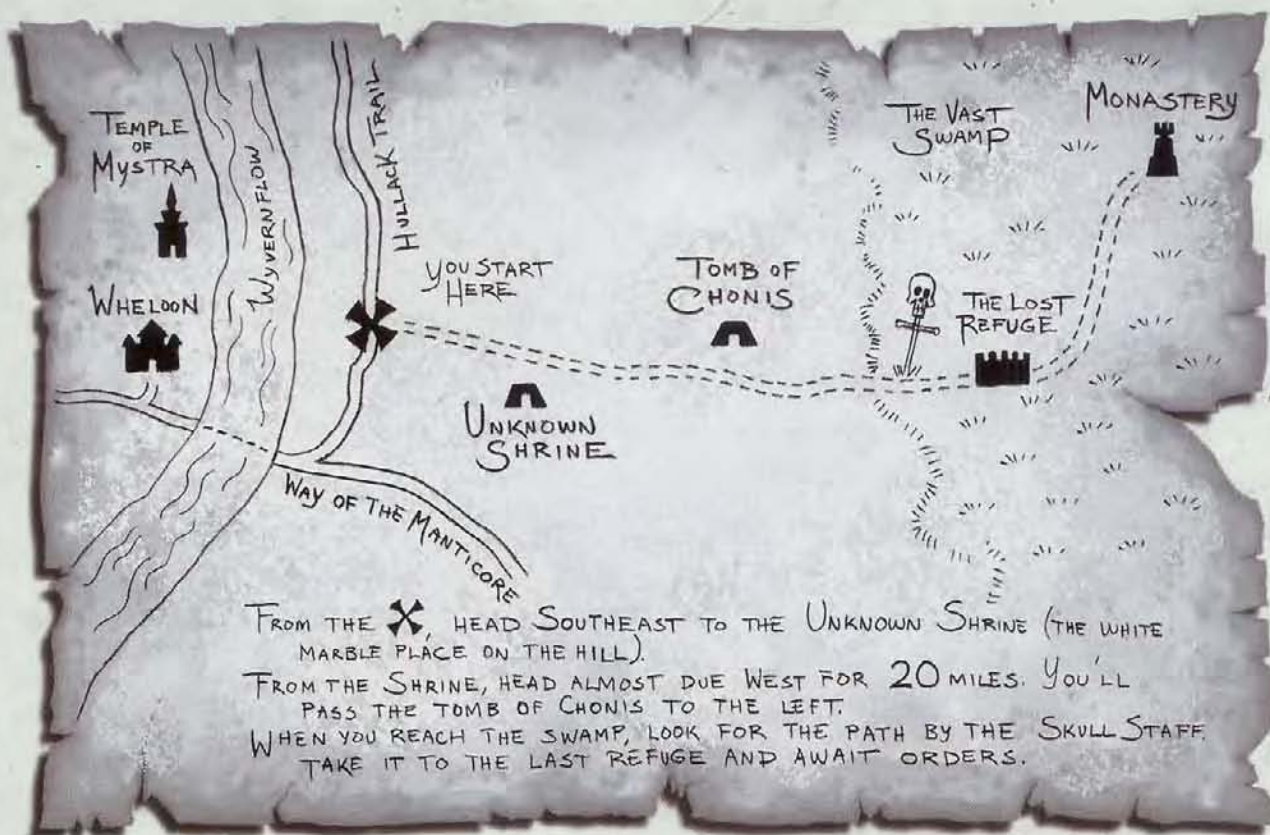 TEMPLE
OF
MYSTRA
WYVERNFLOW
HULLACK TRAIL
THE VAST
SWAMP
MONASTERY
WHELOON
YOU START
HERE
TOMB OF
CHONIS
THE LOST
REFUGE
UNKNOWN
SHRINE
WAY OF THE MANTICORE
FROM THE , HEAD SOUTHEAST TO THE UNKNOWN SHRINE (THE WHITE
MARBLE PLACE ON THE HILL).
FROM THE SHRINE, HEAD ALMOST DUE WEST FOR 20 MILES. YOU'LL
PASS THE TOMB OF CHONIS TO THE LEFT.
WHEN YOU REACH THE SWAMP, LOOK FOR THE PATH BY THE SKULL STAFF.
TAKE IT TO THE LAST REFUGE AND AWAIT ORDERS.